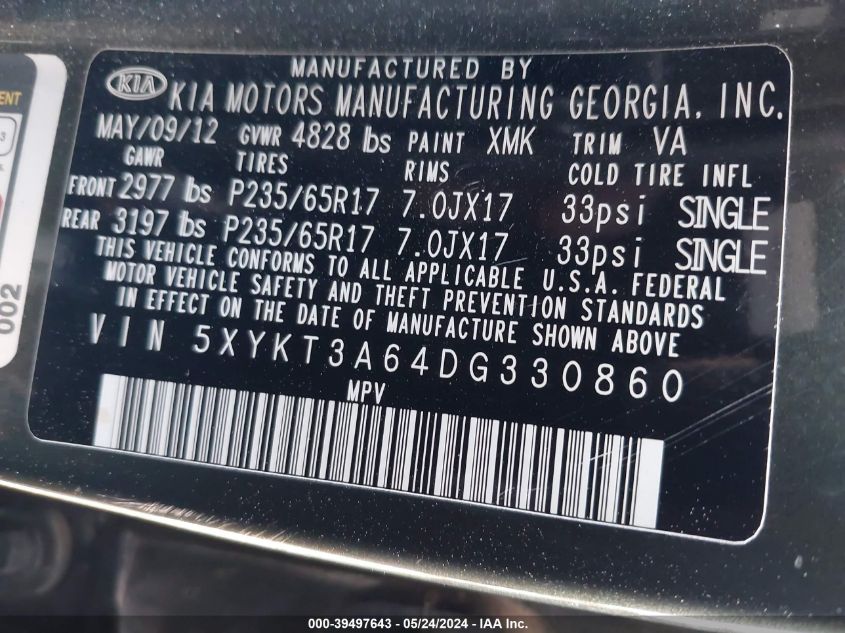 MANUFACTURED BY
KIA KIA MOTORS MANUFACTURING GEORGIA, INC.
MAY/09/12 GVWR 4828 lbs PAINT XMK TRIM VA
GAWR TIRES RIMS COLD TIRE INFL
FRONT 2977 lbs P235/65R17 7.0JX17 33psi SINGLE
REAR 3197 lbs P235/65R17 7.0JX17 33psi SINGLE
THIS VEHICLE CONFORMS TO ALL APPLICABLE U.S.A. FEDERAL
MOTOR VEHICLE SAFETY AND THEFT PREVENTION STANDARDS
IN EFFECT ON THE DATE OF MANUFACTURE SHOWN ABOVE
VIN 5XYKT3A64DG330860
MPV
002
000-39497643 / 05/24/2024 - IAA Inc.